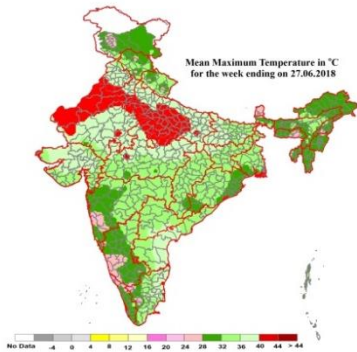 Mean Maximum Temperature in °C
for the week ending on 27.06.2018
No Data -4 0 4 8 12 16 20 24 28 32 36 40 44 > 44